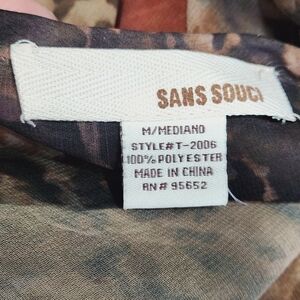 SANS SOUCI
M/MEDIANO
STYLE#T-2006
100% POLYESTER
MADE IN CHINA
RN# 95652